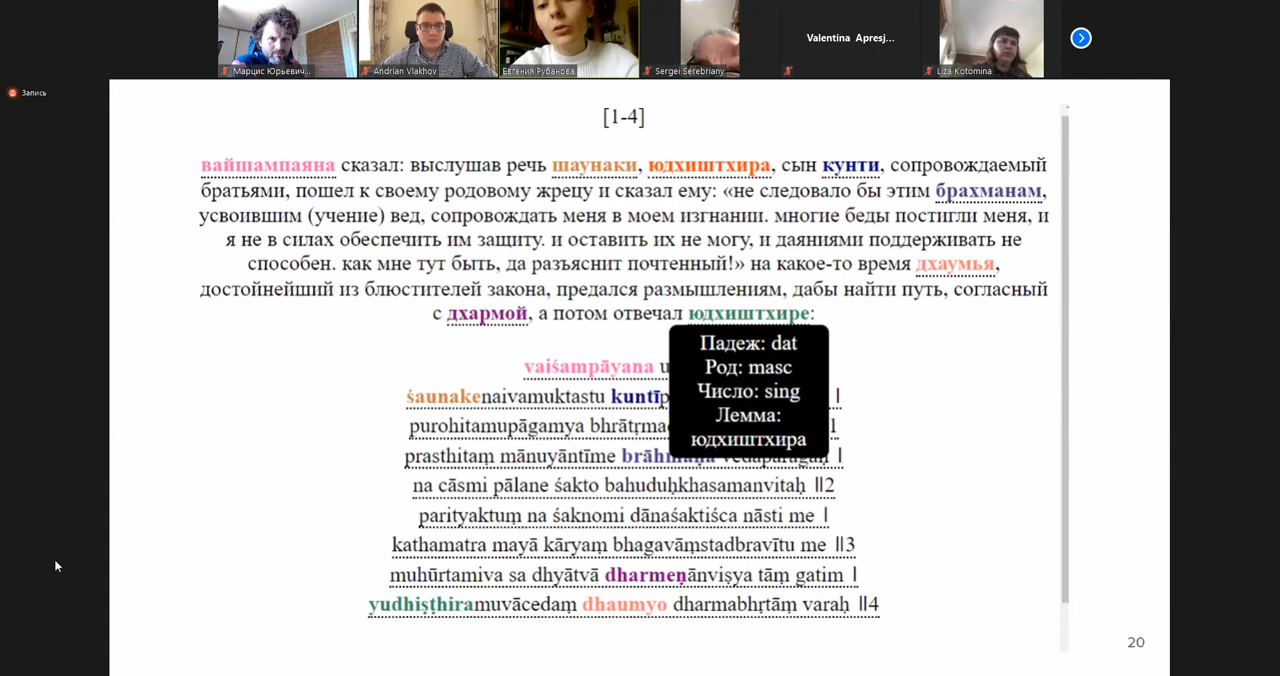 Марцис Юрьевич...
Andrian Vlakhov
Евгения Рубанова
Sergei Serebriany
Valentina Apresj...
Liza Kotomina
Запись
[1-4]
вайшампаяна сказал: выслушав речь шаунаки, юдхиштхира, сын кунти, сопровождаемый
братьями, пошел к своему родовому жрецу и сказал ему: «не следовало бы этим брахманам,
усвоившим (учение) вед, сопровождать меня в моем изгнании. многие беды постигли меня, и
я не в силах обеспечить им защиту. и оставить их не могу, и даяниями поддерживать не
способен. как мне тут быть, да разъяснит почтенный!» на какое-то время дхаумья,
достойнейший из блюстителей закона, предался размышлениям, дабы найти путь, согласный
с дхармой, а потом отвечал юдхиштхире:
Падеж: dat
Род: masc
Число: sing
Лемма:
юдхиштхира
vaiśampāyana u
śaunakenaivamuktastu kuntīp |
purohitamupāgamya bhrātṛma 1
prasthitaṃ mānuyāntīme brāhmaṇa vedapāragāḥ |
na cāsmi pālane śakto bahuduḥkhasamanvitaḥ ||2
parityaktuṃ na śaknomi dānaśaktiśca nāsti me |
kathamatra mayā kāryaṃ bhagavāṃstadbravītu me ||3
muhūrtamiva sa dhyātvā dharmeṇānviṣya tāṃ gatim |
yudhiṣṭhiramuvācedaṃ dhaumyo dharmabhṛtāṃ varaḥ ||4
20